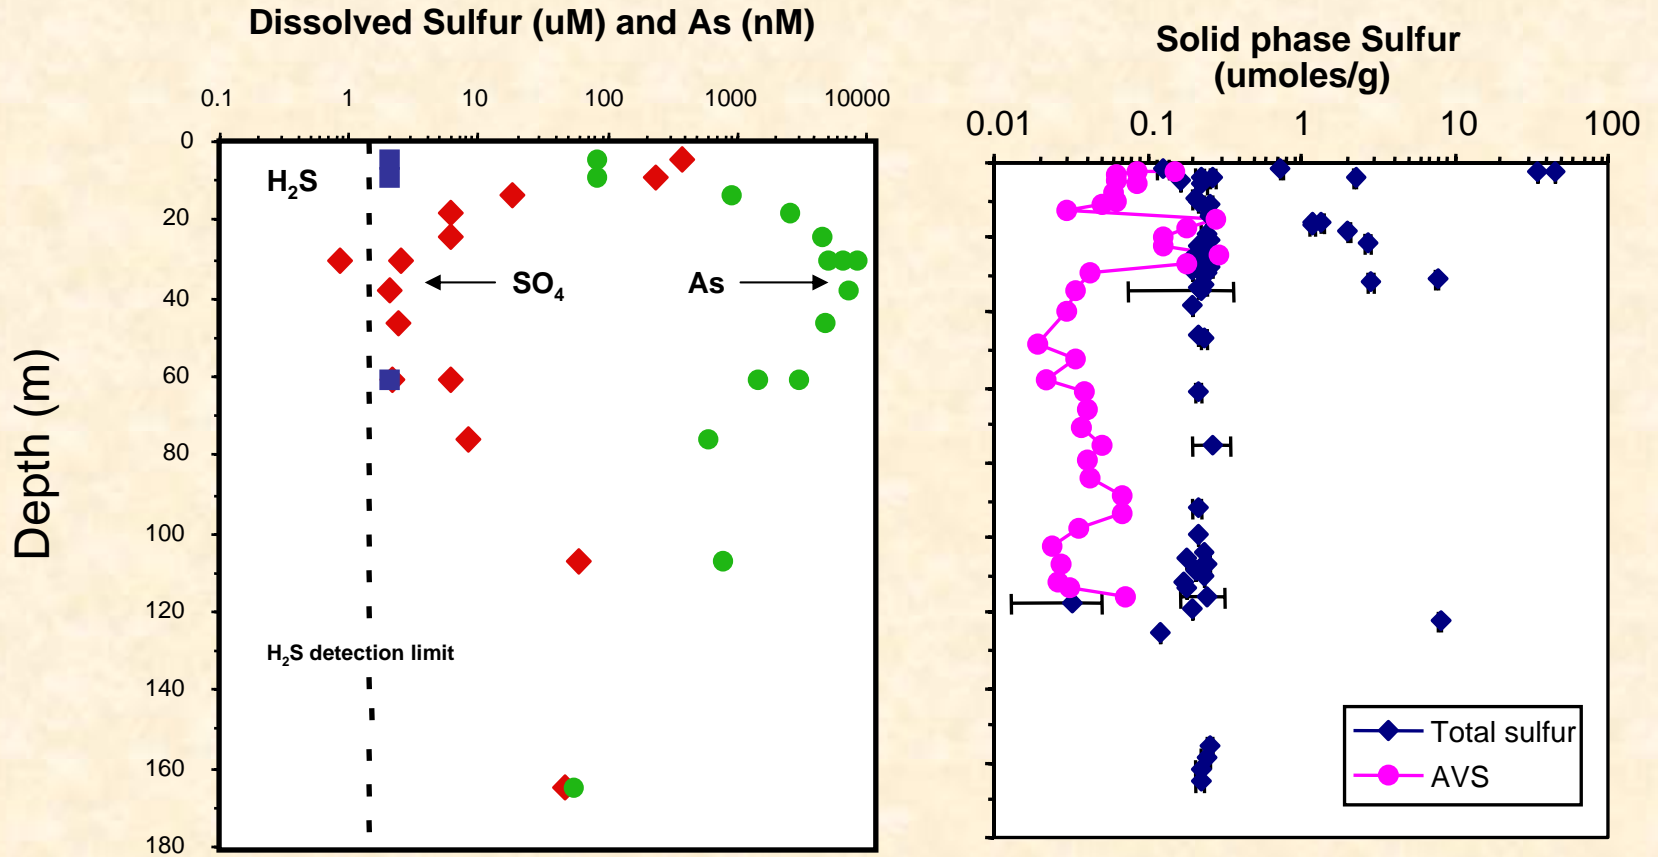 Dissolved Sulfur (uM) and As (nM)
0.1 1 10 100 1000 10000
0
20
40
60
80
100
120
140
160
180
Depth (m)
H₂S
SO₄
As
H₂S detection limit
Solid phase Sulfur
(umoles/g)
0.01 0.1 1 10 100
Total sulfur
AVS